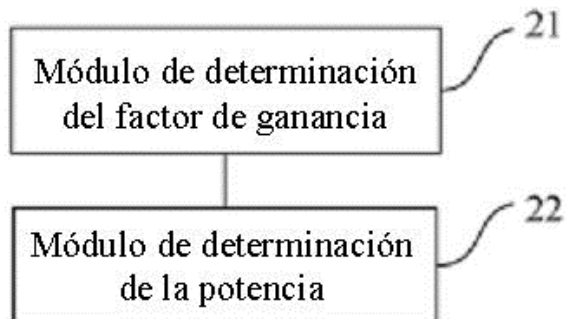 21
Módulo de determinación
del factor de ganancia
22
Módulo de determinación
de la potencia